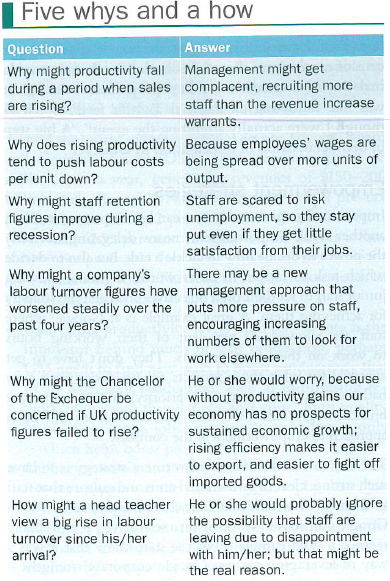 Five whys and a how
Question Answer
Why might productivity fall Management might get
during a period when sales complacent, recruiting more
are rising? staff than the revenue increase
warrants.
Why does rising productivity Because employees' wages are
tend to push labour costs being spread over more units of
per unit down? output.
Why might staff retention Staff are scared to risk
figures improve during a unemployment, so they stay
recession? put even if they get little
satisfaction from their jobs.
Why might a company's There may be a new
labour turnover figures have management approach that
worsened steadily over the puts more pressure on staff,
past four years? encouraging increasing
numbers of them to look for
work elsewhere.
Why might the Chancellor He or she would worry, because
of the Exchequer be without productivity gains our
concerned if UK productivity economy has no prospects for
figures failed to rise? sustained economic growth;
rising efficiency makes it easier
to export, and easier to fight off
imported goods.
How might a head teacher He or she would probably ignore
view a big rise in labour the possibility that staff are
turnover since his/her leaving due to disappointment
arrival? with him/her; but that might be
the real reason.